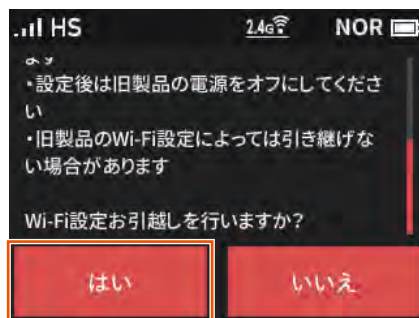 HS 2.4G NOR
・設定後は旧製品の電源をオフにしてくださ
い
・旧製品のWi-Fi設定によっては引き継げな
い場合があります
Wi-Fi設定お引越しを行いますか？
はい いいえ